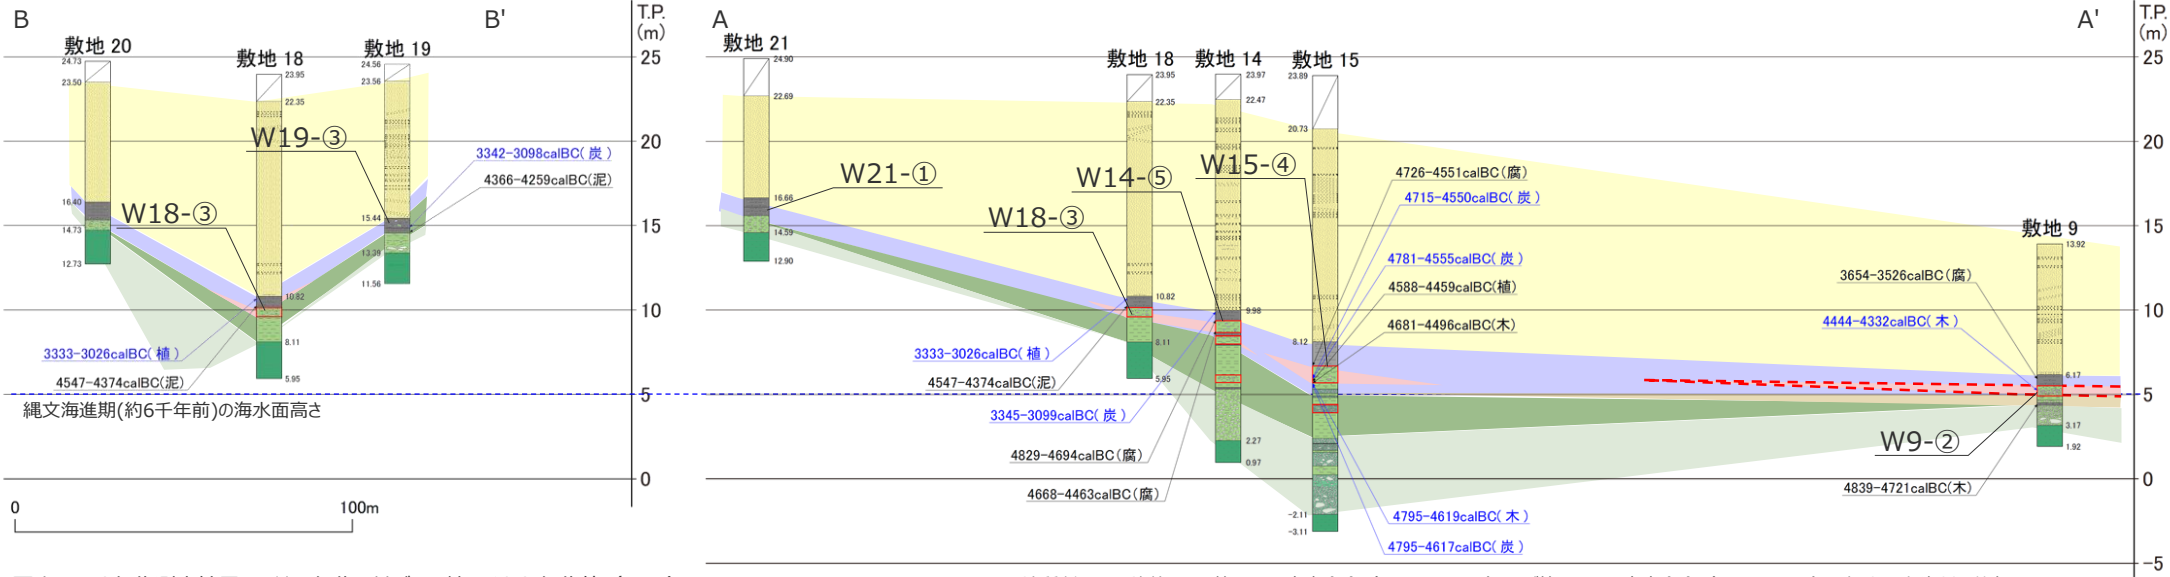 B
B'
T.P.
(m)
敷地 20
敷地 18
敷地 19
24.73
23.50
16.40
14.73
12.73
23.95
22.35
10.82
8.11
5.95
24.56
23.56
15.44
13.39
11.56
W19-③
W18-③
3342-3098calBC( 炭 )
4366-4259calBC(泥)
3333-3026calBC( 植 )
4547-4374calBC(泥)
縄文海進期(約6千年前)の海水面高さ
0
100m
25
20
15
10
5
0
A
A'
T.P.
(m)
敷地 21
敷地 18
敷地 14
敷地 15
敷地 9
24.90
22.69
16.66
14.59
12.90
23.95
22.35
10.82
8.11
5.95
23.97
22.47
9.98
2.27
0.97
23.89
20.73
8.12
-2.11
-3.11
13.92
6.17
3.17
1.92
W21-①
W18-③
W14-⑤
W15-④
W9-②
4726-4551calBC(腐)
4715-4550calBC( 炭 )
4781-4555calBC( 炭 )
4588-4459calBC(植)
4681-4496calBC(木)
3333-3026calBC( 植 )
4547-4374calBC(泥)
3345-3099calBC( 炭 )
4829-4694calBC(腐)
4668-4463calBC(腐)
4795-4619calBC( 木 )
4795-4617calBC( 炭 )
3654-3526calBC(腐)
4444-4332calBC( 木 )
4839-4721calBC(木)
25
20
15
10
5
0
-5